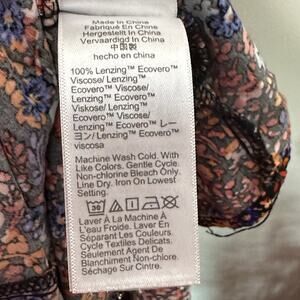 Made In China
Fabriqué En Chine
Hergestellt In China
Vervaardigd In China
中国製
hecho en china
100% Lenzing™ Ecovero™
Viscose/ Lenzing™
Ecovero™ Viscose/
Lenzing™ Ecovero™
Viskose/ Lenzing™
Ecovero™ Viscose/
Lenzing™ Ecovero™ レー
ヨン/ Lenzing™ Ecovero™
viscosa
Machine Wash Cold. With
Like Colors. Gentle Cycle.
Non-chlorine Bleach Only.
Line Dry. Iron On Lowest
Setting.
Laver À La Machine À
L'eau Froide. Laver En
Séparant Les Couleurs
Cycle Textiles Délicats.
Agent De Blanchiment
Non-Chloré Seulement.
Séchage Sur Cintre.